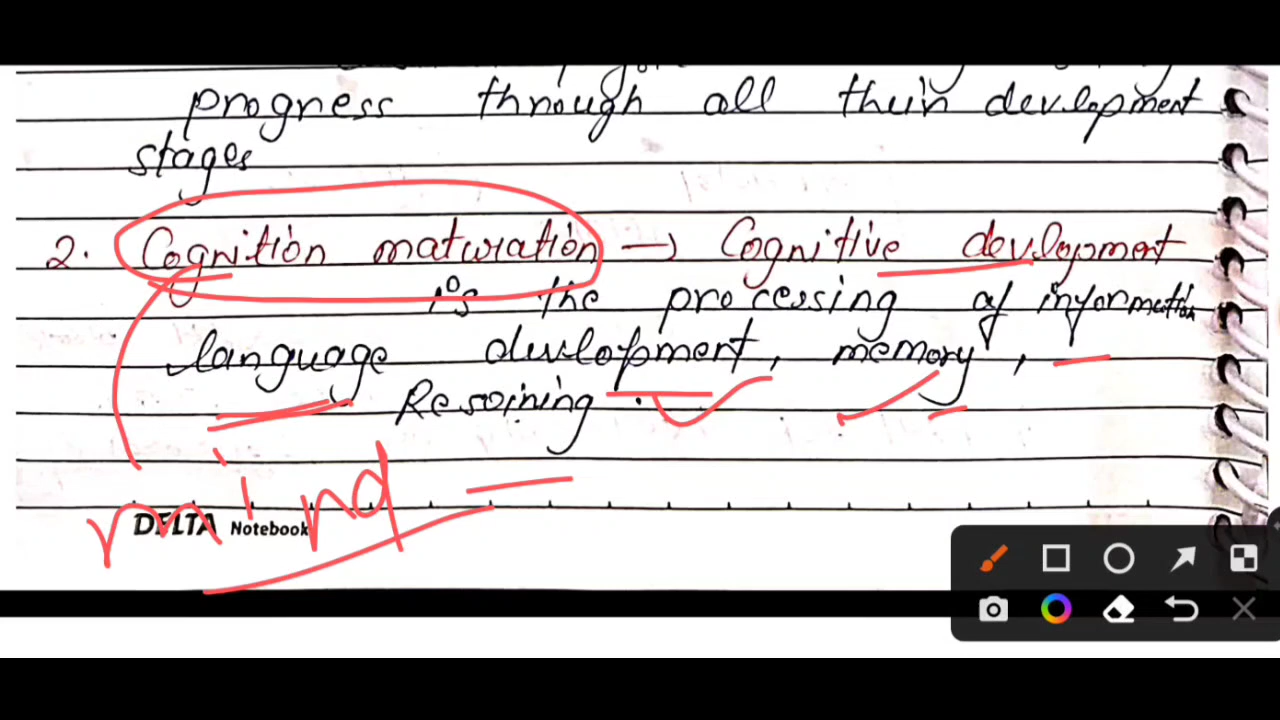 progress through all their development
stages
2. Cognition maturation → Cognitive development
is the processing of information
language development, memory,
Resoining .
mind
DELTA Notebook